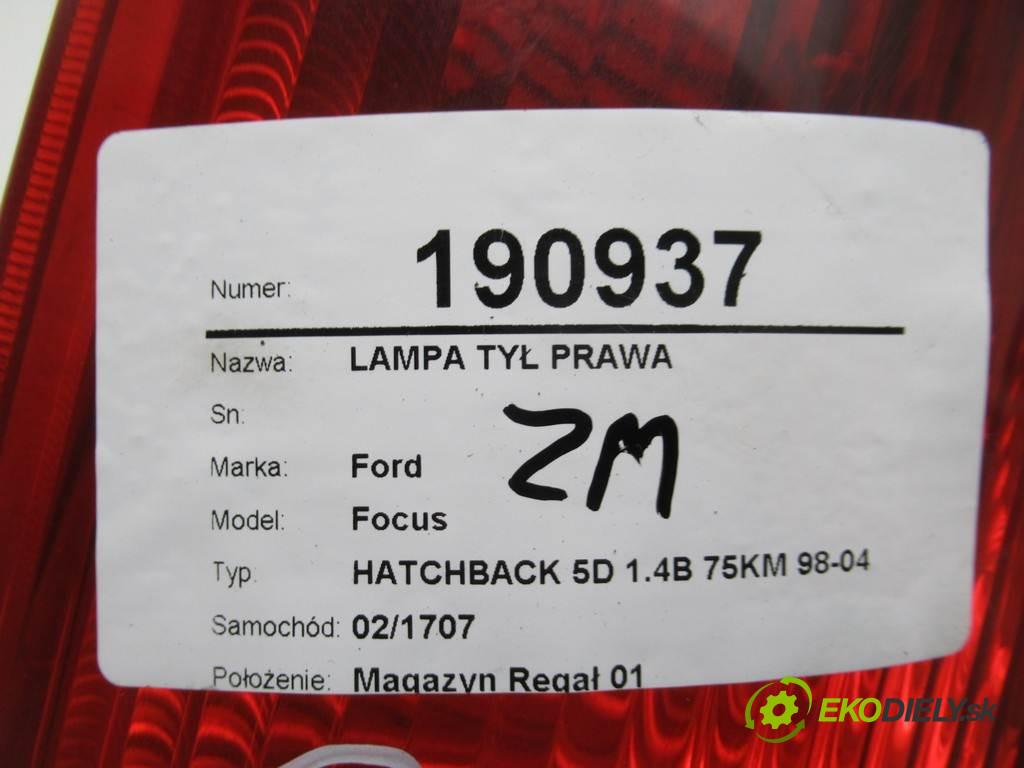 Numer: 190937
Nazwa: LAMPA TYŁ PRAWA
Sn:
ZM
Marka: Ford
Model: Focus
Typ: HATCHBACK 5D 1.4B 75KM 98-04
Samochód: 02/1707
Położenie: Magazyn Regał 01
EKODIELY.sk